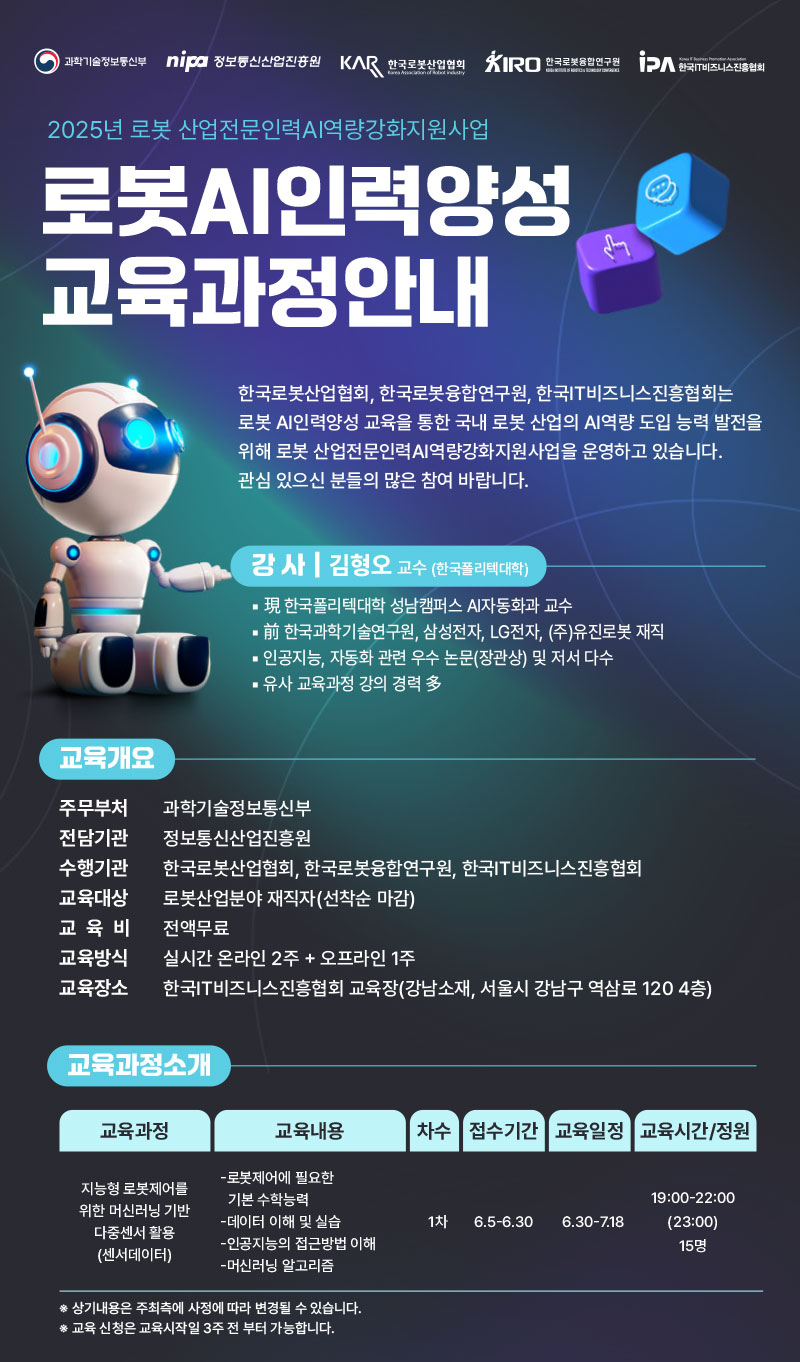 과학기술정보통신부
nipa 정보통신산업진흥원
KAR 한국로봇산업협회
Korea Association of Robot Industry
KIRO 한국로봇융합연구원
KOREA INSTITUTE OF ROBOTICS & TECHNOLOGY CONVERGENCE
iPA Korea IT Business Promotion Association
한국IT비즈니스진흥협회
2025년 로봇 산업전문인력AI역량강화지원사업
로봇AI인력양성
교육과정안내
한국로봇산업협회, 한국로봇융합연구원, 한국IT비즈니스진흥협회는
로봇 AI인력양성 교육을 통한 국내 로봇 산업의 AI역량 도입 능력 발전을
위해 로봇 산업전문인력AI역량강화지원사업을 운영하고 있습니다.
관심 있으신 분들의 많은 참여 바랍니다.
강 사 | 김형오 교수 (한국폴리텍대학)
▪ 現 한국폴리텍대학 성남캠퍼스 AI자동화과 교수
▪ 前 한국과학기술연구원, 삼성전자, LG전자, (주)유진로봇 재직
▪ 인공지능, 자동화 관련 우수 논문(장관상) 및 저서 다수
▪ 유사 교육과정 강의 경력 多
교육개요
주무부처 과학기술정보통신부
전담기관 정보통신산업진흥원
수행기관 한국로봇산업협회, 한국로봇융합연구원, 한국IT비즈니스진흥협회
교육대상 로봇산업분야 재직자(선착순 마감)
교 육 비 전액무료
교육방식 실시간 온라인 2주 + 오프라인 1주
교육장소 한국IT비즈니스진흥협회 교육장(강남소재, 서울시 강남구 역삼로 120 4층)
교육과정소개
교육과정 교육내용 차수 접수기간 교육일정 교육시간/정원
지능형 로봇제어를
위한 머신러닝 기반
다중센서 활용
(센서데이터)
-로봇제어에 필요한
기본 수학능력
-데이터 이해 및 실습
-인공지능의 접근방법 이해
-머신러닝 알고리즘
1차
6.5-6.30
6.30-7.18
19:00-22:00
(23:00)
15명
※ 상기내용은 주최측에 사정에 따라 변경될 수 있습니다.
※ 교육 신청은 교육시작일 3주 전 부터 가능합니다.